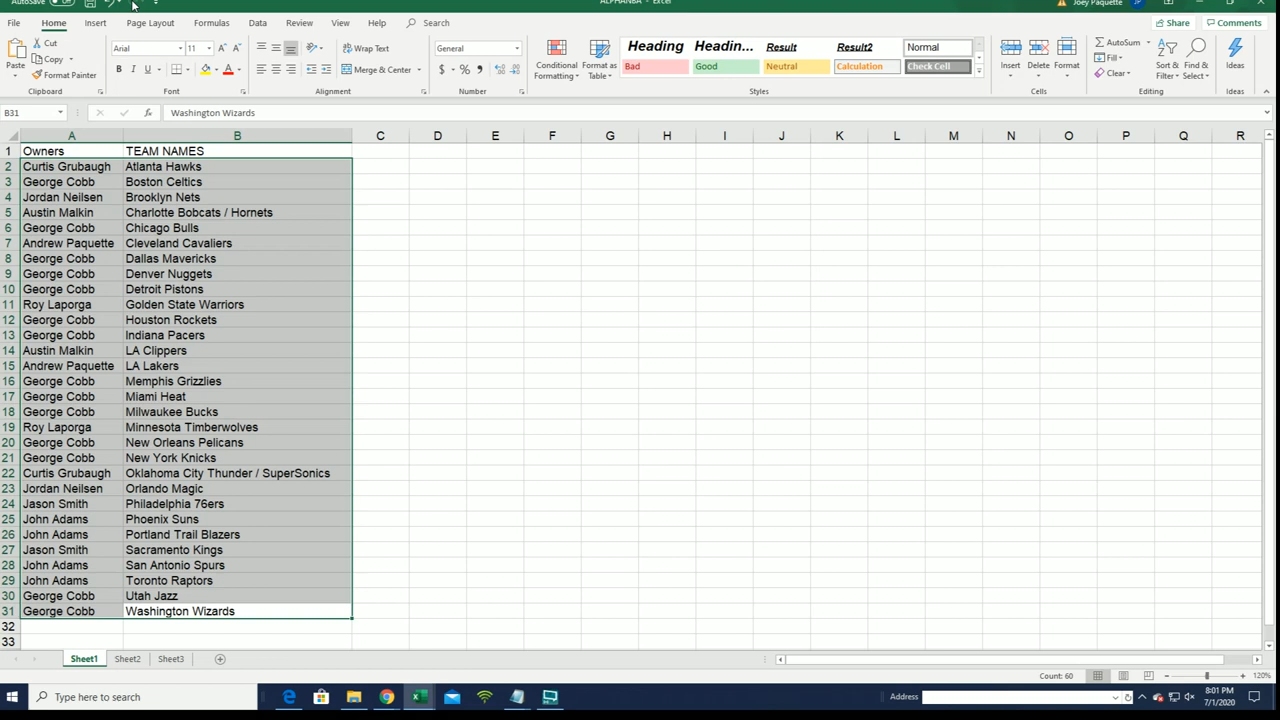 AutoSave Off ALPHANBA - Excel Joey Paquette JP
File Home Insert Page Layout Formulas Data Review View Help Search Share Comments
Cut
Copy
Format Painter
Paste
Clipboard
Arial 11
B I U
Font
Wrap Text
Merge & Center
Alignment
General
$ % ,
Number
Conditional Formatting
Format as Table
Heading Headin... Result Result2 Normal
Bad Good Neutral Calculation Check Cell
Styles
Insert Delete Format
Cells
AutoSum
Fill
Clear
Sort & Filter
Find & Select
Editing
Ideas
Ideas
B31 fx Washington Wizards
A B C D E F G H I J K L M N O P Q R
1 Owners TEAM NAMES
2 Curtis Grubaugh Atlanta Hawks
3 George Cobb Boston Celtics
4 Jordan Neilsen Brooklyn Nets
5 Austin Malkin Charlotte Bobcats / Hornets
6 George Cobb Chicago Bulls
7 Andrew Paquette Cleveland Cavaliers
8 George Cobb Dallas Mavericks
9 George Cobb Denver Nuggets
10 George Cobb Detroit Pistons
11 Roy Laporga Golden State Warriors
12 George Cobb Houston Rockets
13 George Cobb Indiana Pacers
14 Austin Malkin LA Clippers
15 Andrew Paquette LA Lakers
16 George Cobb Memphis Grizzlies
17 George Cobb Miami Heat
18 George Cobb Milwaukee Bucks
19 Roy Laporga Minnesota Timberwolves
20 George Cobb New Orleans Pelicans
21 George Cobb New York Knicks
22 Curtis Grubaugh Oklahoma City Thunder / SuperSonics
23 Jordan Neilsen Orlando Magic
24 Jason Smith Philadelphia 76ers
25 John Adams Phoenix Suns
26 John Adams Portland Trail Blazers
27 Jason Smith Sacramento Kings
28 John Adams San Antonio Spurs
29 John Adams Toronto Raptors
30 George Cobb Utah Jazz
31 George Cobb Washington Wizards
32
33
Sheet1 Sheet2 Sheet3
Count: 60 120%
Type here to search Address 8:01 PM
7/1/2020